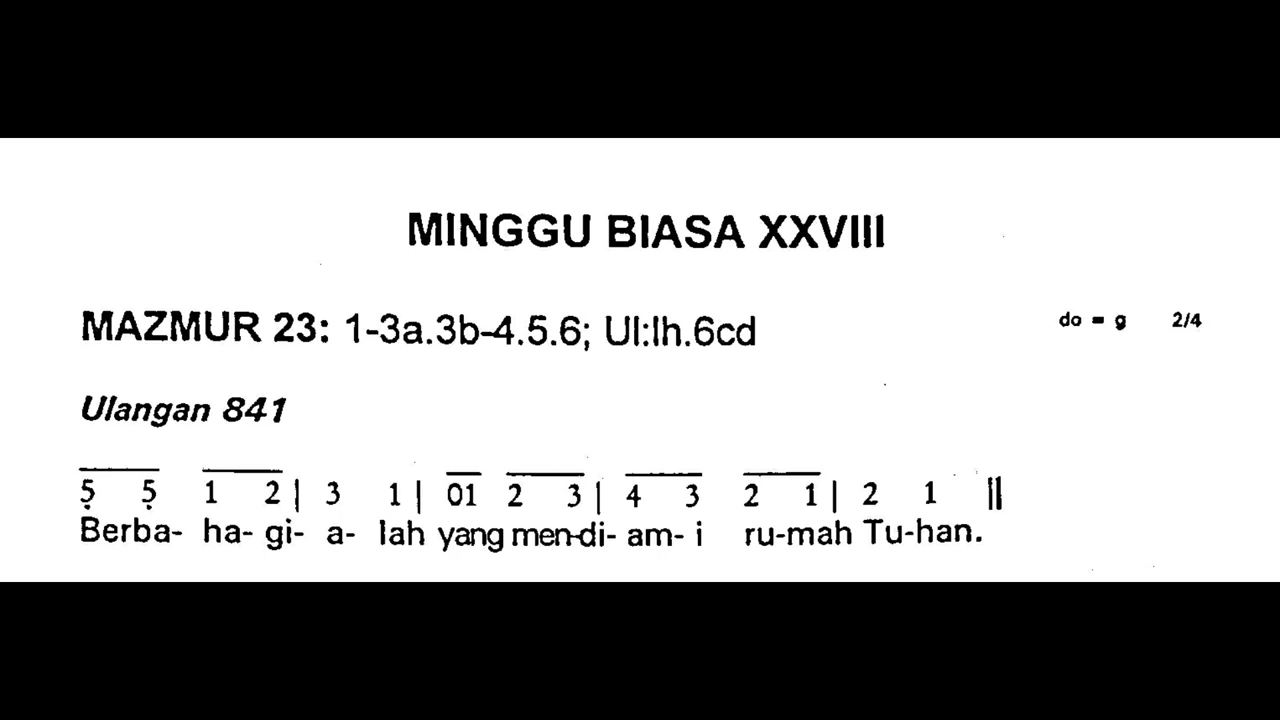 MINGGU BIASA XXVIII
MAZMUR 23: 1-3a.3b-4.5.6; Ul:lh.6cd
do = g 2/4
Ulangan 841
5̣ 5̣ 1 2 | 3 1 | 01 2 3 | 4 3 2 1 | 2 1 ||
Berba- ha- gi- a- lah yang men-di- am- i ru-mah Tu-han.